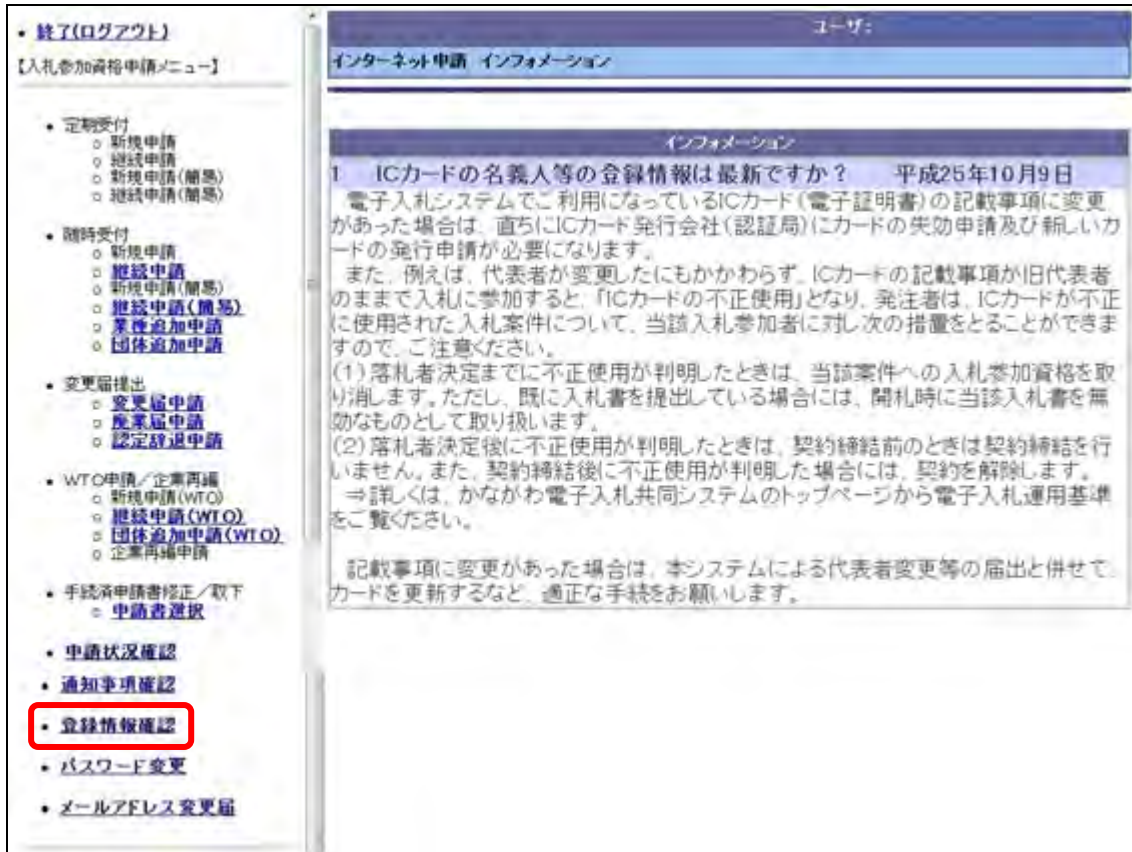 終了(ログアウト)
【入札参加資格申請メニュー】
定期受付
新規申請
継続申請
新規申請(簡易)
継続申請(簡易)
随時受付
新規申請
継続申請
新規申請(簡易)
継続申請(簡易)
業種追加申請
団体追加申請
変更届提出
変更届申請
廃業届申請
認定辞退申請
WTO申請／企業再編
新規申請(WTO)
継続申請(WTO)
団体追加申請(WTO)
企業再編申請
手続済申請書修正／取下
申請書選択
申請状況確認
通知事項確認
登録情報確認
パスワード変更
メールアドレス変更届
ユーザ:
インターネット申請 インフォメーション
インフォメーション
1 ICカードの名義人等の登録情報は最新ですか？ 平成25年10月9日
電子入札システムでご利用になっているICカード(電子証明書)の記載事項に変更
があった場合は、直ちにICカード発行会社(認証局)にカードの失効申請及び新しいカ
ードの発行申請が必要になります。
また、例えば、代表者が変更したにもかかわらず、ICカードの記載事項が旧代表者
のままで入札に参加すると、「ICカードの不正使用」となり、発注者は、ICカードが不正
に使用された入札案件について、当該入札参加者に対し次の措置をとることができま
すので、ご注意ください。
(1)落札者決定までに不正使用が判明したときは、当該案件への入札参加資格を取
り消します。ただし、既に入札書を提出している場合には、開札時に当該入札書を無
効なものとして取り扱います。
(2)落札者決定後に不正使用が判明したときは、契約締結前のときは契約締結を行
いません。また、契約締結後に不正使用が判明した場合には、契約を解除します。
⇒詳しくは、かながわ電子入札共同システムのトップページから電子入札運用基準
をご覧ください。
記載事項に変更があった場合は、本システムによる代表者変更等の届出と併せて、
カードを更新するなど、適正な手続をお願いします。